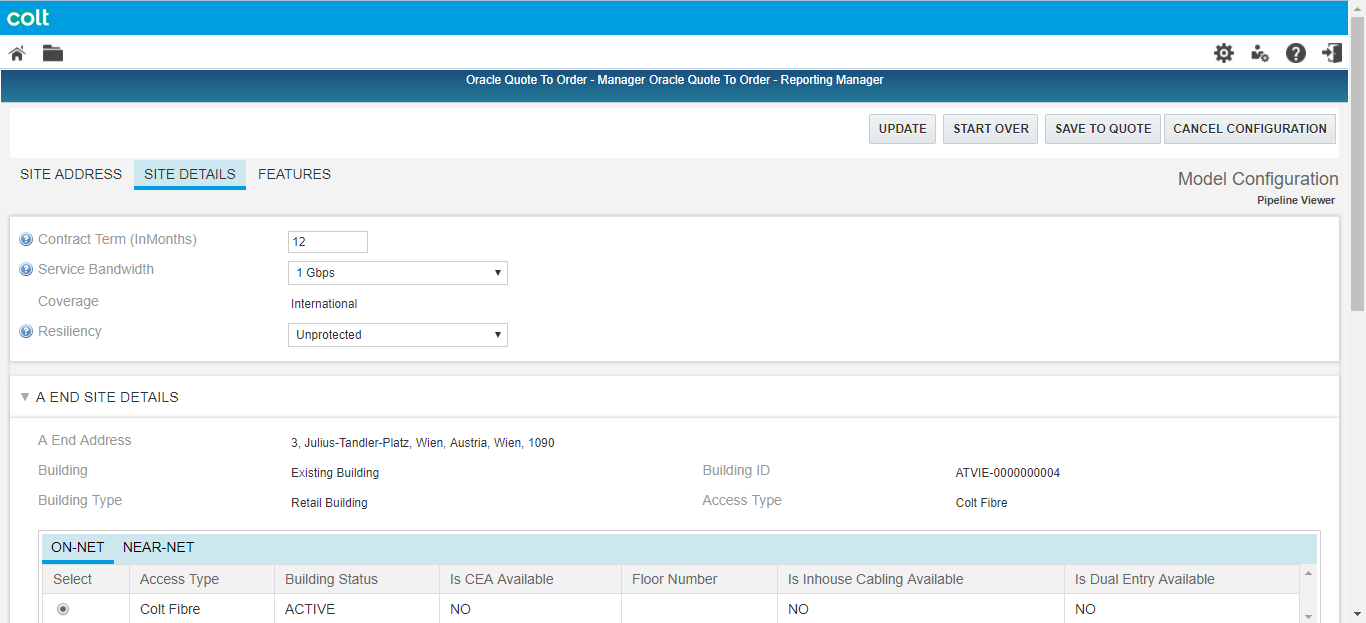 colt
Oracle Quote To Order - Manager Oracle Quote To Order - Reporting Manager
UPDATE START OVER SAVE TO QUOTE CANCEL CONFIGURATION
SITE ADDRESS SITE DETAILS FEATURES
Model Configuration
Pipeline Viewer
Contract Term (InMonths) 12
Service Bandwidth 1 Gbps
Coverage International
Resiliency Unprotected
A END SITE DETAILS
A End Address 3, Julius-Tandler-Platz, Wien, Austria, Wien, 1090
Building Existing Building Building ID ATVIE-0000000004
Building Type Retail Building Access Type Colt Fibre
ON-NET NEAR-NET
Select Access Type Building Status Is CEA Available Floor Number Is Inhouse Cabling Available Is Dual Entry Available
Colt Fibre ACTIVE NO NO NO